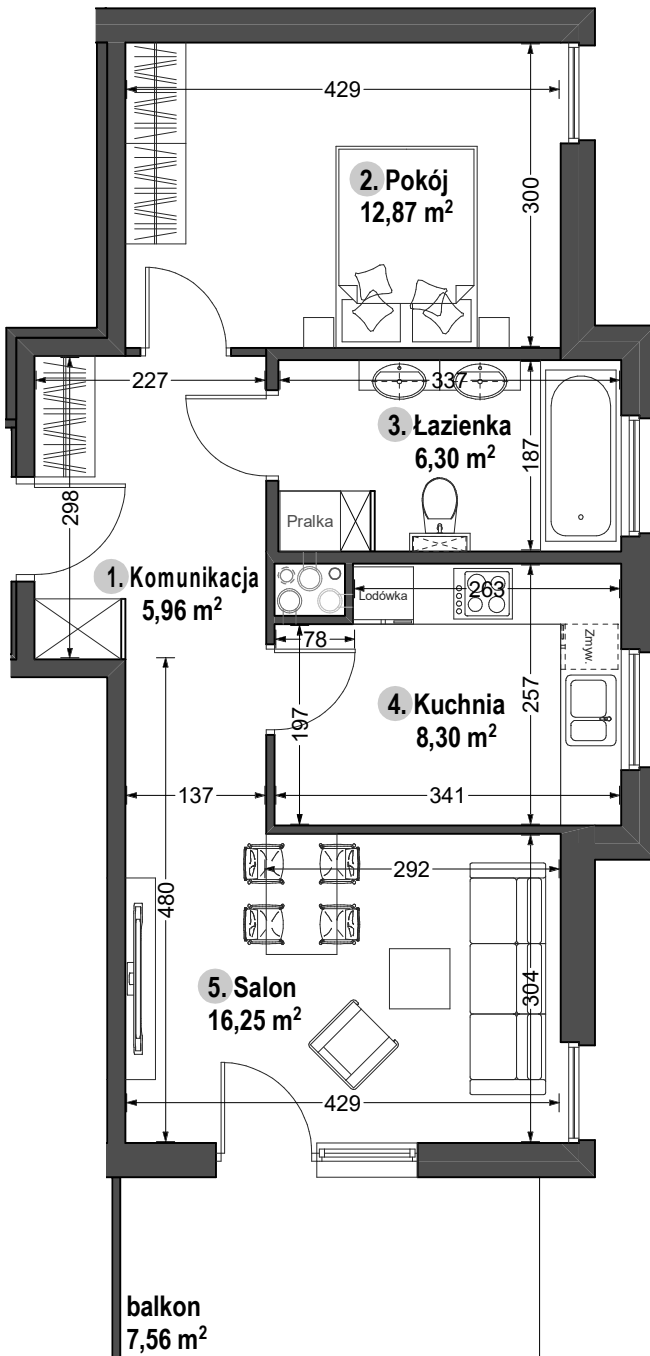 429
2. Pokój
12,87 m²
300
227
337
3. Łazienka
6,30 m²
187
298
Pralka
1. Komunikacja
5,96 m²
Lodówka
263
78
Zmyw.
4. Kuchnia
8,30 m²
197
257
137
341
292
480
5. Salon
16,25 m²
304
429
balkon
7,56 m²